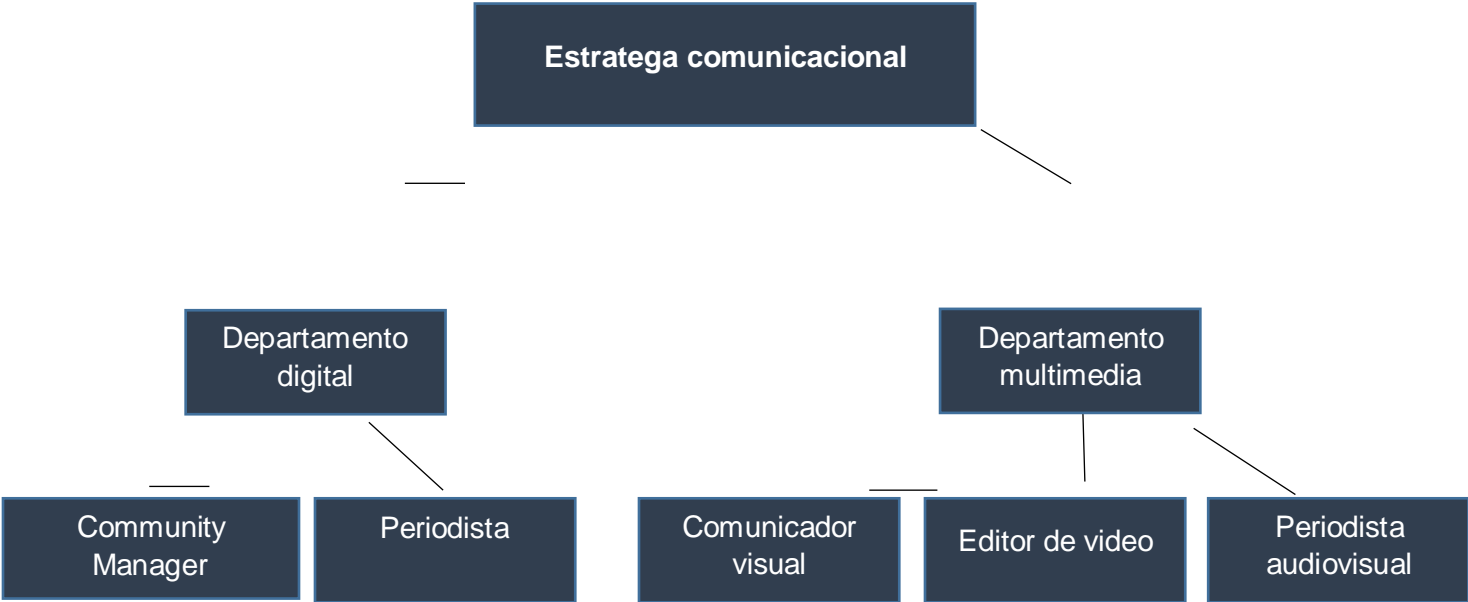 Estratega comunicacional
Departamento
digital
Departamento
multimedia
Community
Manager
Periodista
Comunicador
visual
Editor de video
Periodista
audiovisual